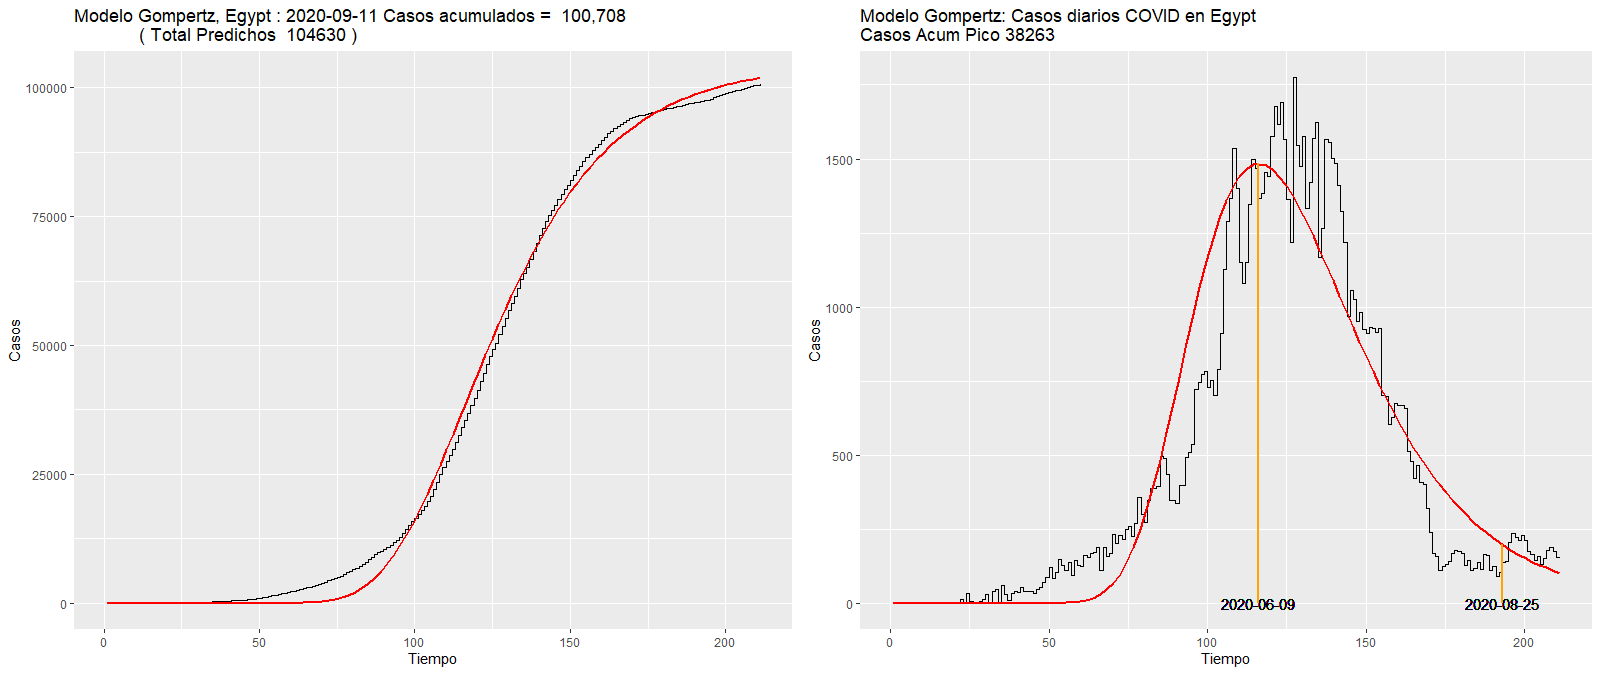 Modelo Gompertz, Egypt : 2020-09-11 Casos acumulados =  100,708
( Total Predichos  104630 )
100000
75000
50000
25000
0
Casos
0
50
100
150
200
Tiempo
Modelo Gompertz: Casos diarios COVID en Egypt
Casos Acum Pico 38263
1500
1000
500
0
Casos
2020-06-09
2020-08-25
0
50
100
150
200
Tiempo